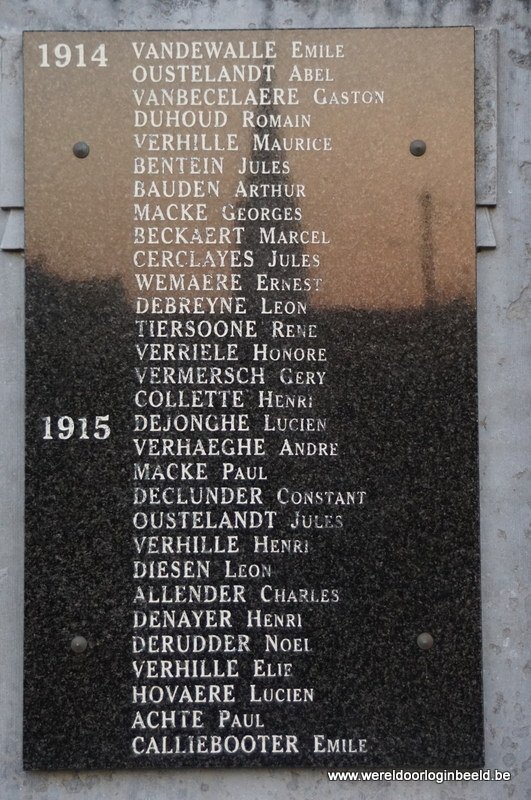 1914 VANDEWALLE EMILE
OUSTELANDT ABEL
VANBECELAERE GASTON
DUHOUD ROMAIN
VERHILLE MAURICE
BENTEIN JULES
BAUDEN ARTHUR
MACKE GEORGES
BECKAERT MARCEL
CERCLAYES JULES
WEMAERE ERNEST
DEBREYNE LEON
TIERSOONE RENE
VERRIELE HONORE
VERMERSCH GERY
COLLETTE HENRI
1915 DEJONGHE LUCIEN
VERHAEGHE ANDRE
MACKE PAUL
DECLUNDER CONSTANT
OUSTELANDT JULES
VERHILLE HENRI
DIESEN LEON
ALLENDER CHARLES
DENAYER HENRI
DERUDDER NOEL
VERHILLE ELIE
HOVAERE LUCIEN
ACHTE PAUL
CALLIEBOOTER EMILE
www.wereldoorloginbeeld.be